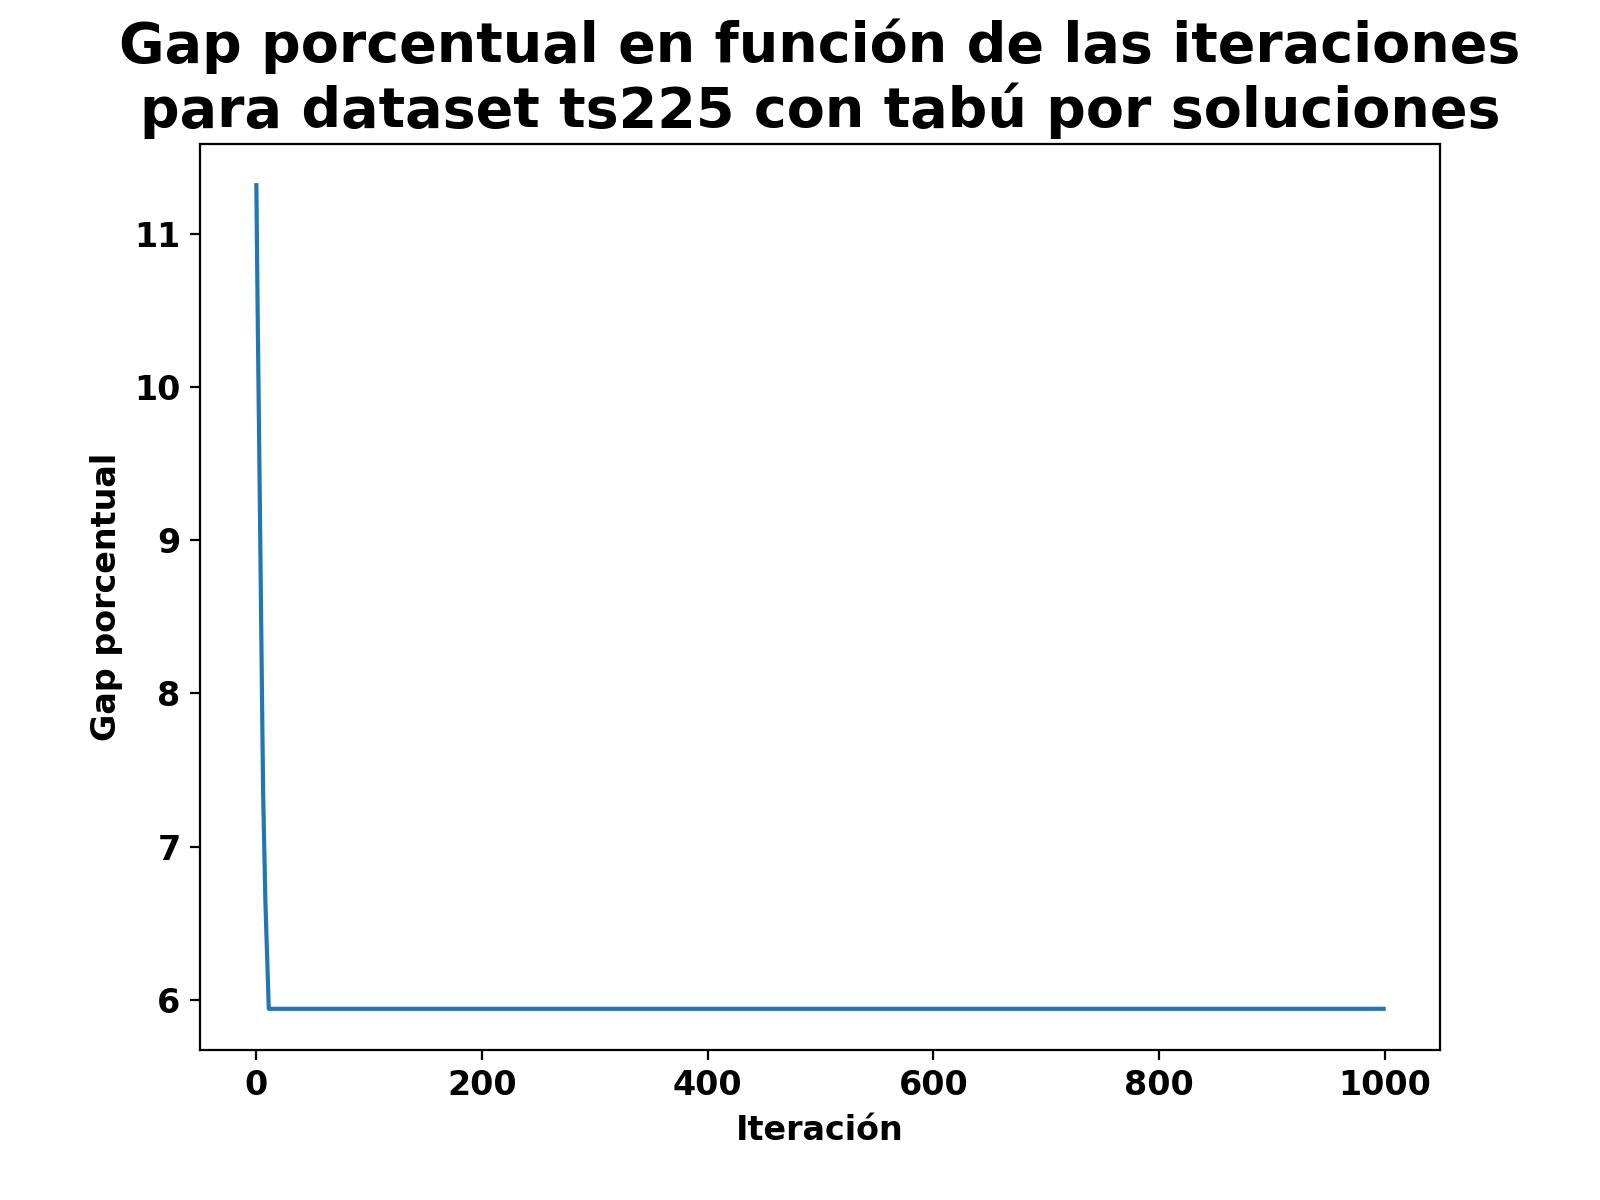 Gap porcentual en función de las iteraciones
para dataset ts225 con tabú por soluciones
11
10
9
8
7
6
Gap porcentual
0 200 400 600 800 1000
Iteración